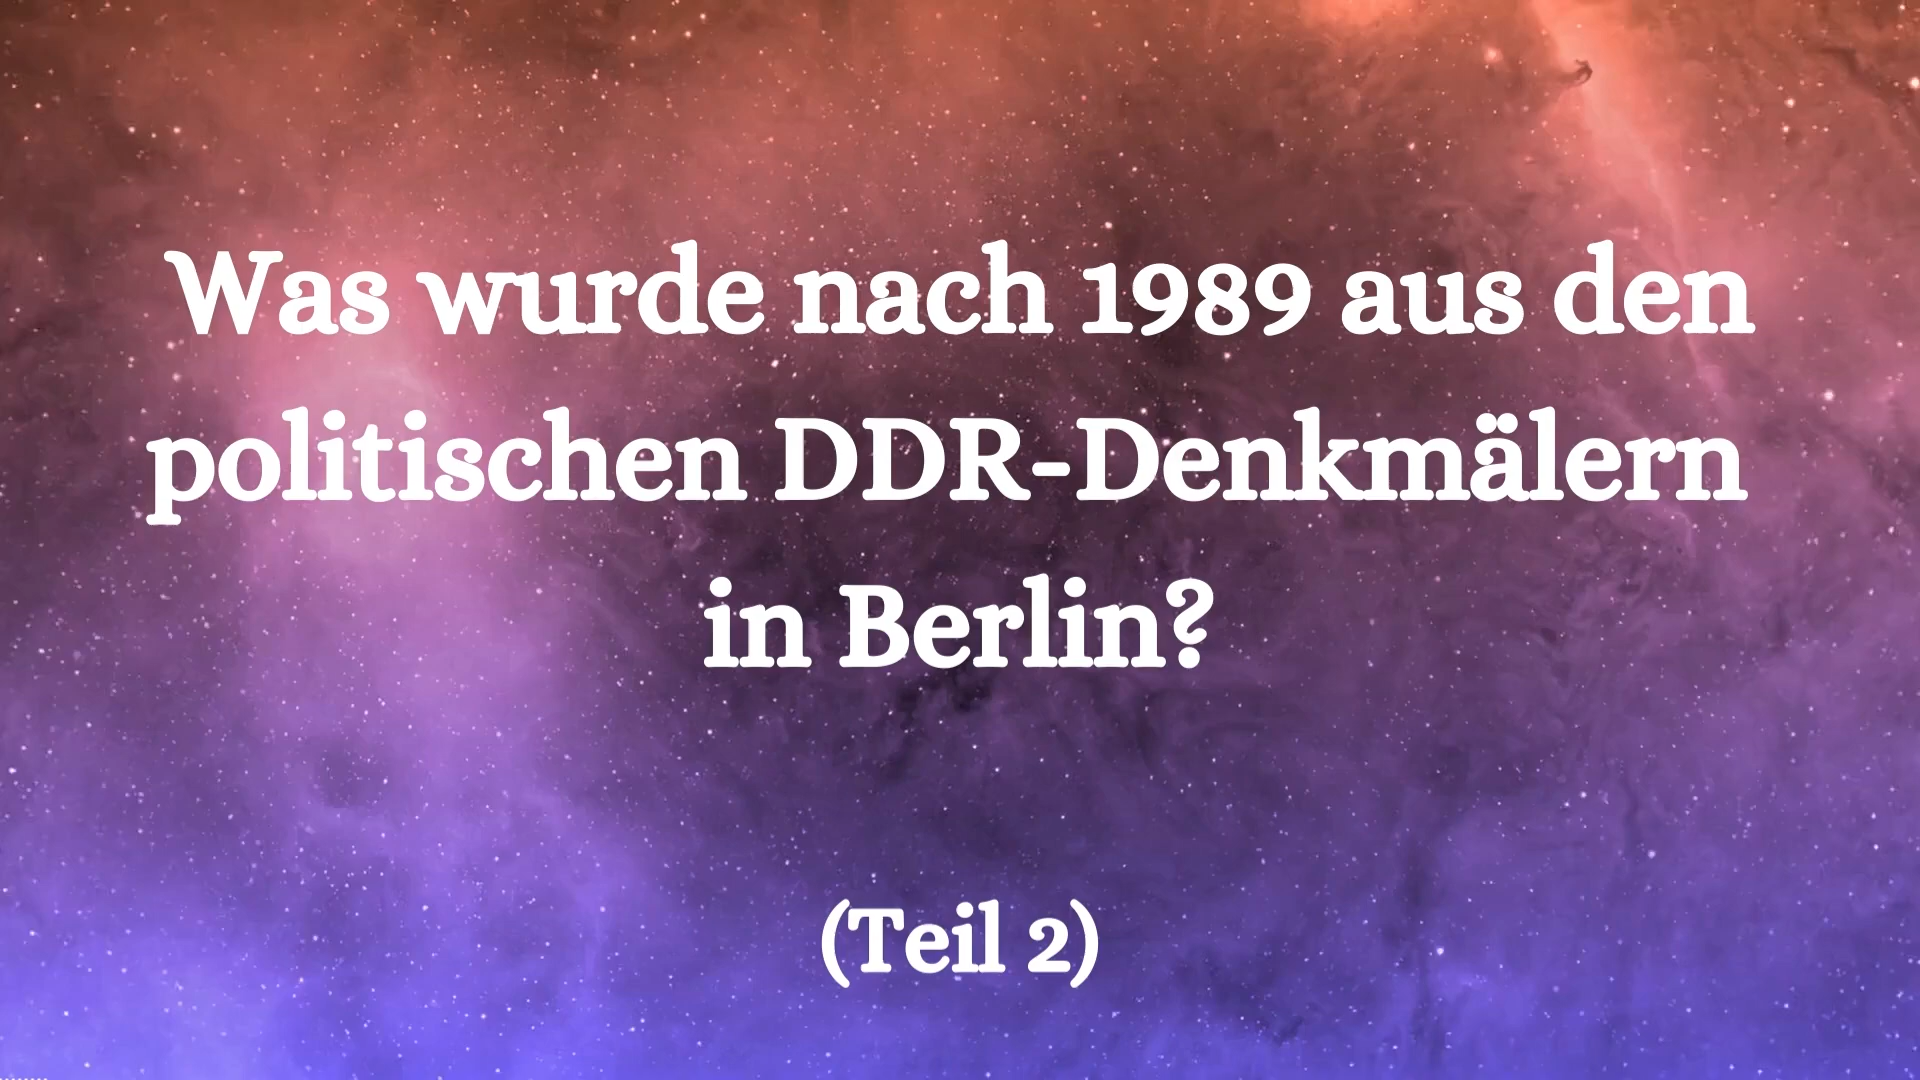 Was wurde nach 1989 aus den
politischen DDR-Denkmälern
in Berlin?
(Teil 2)